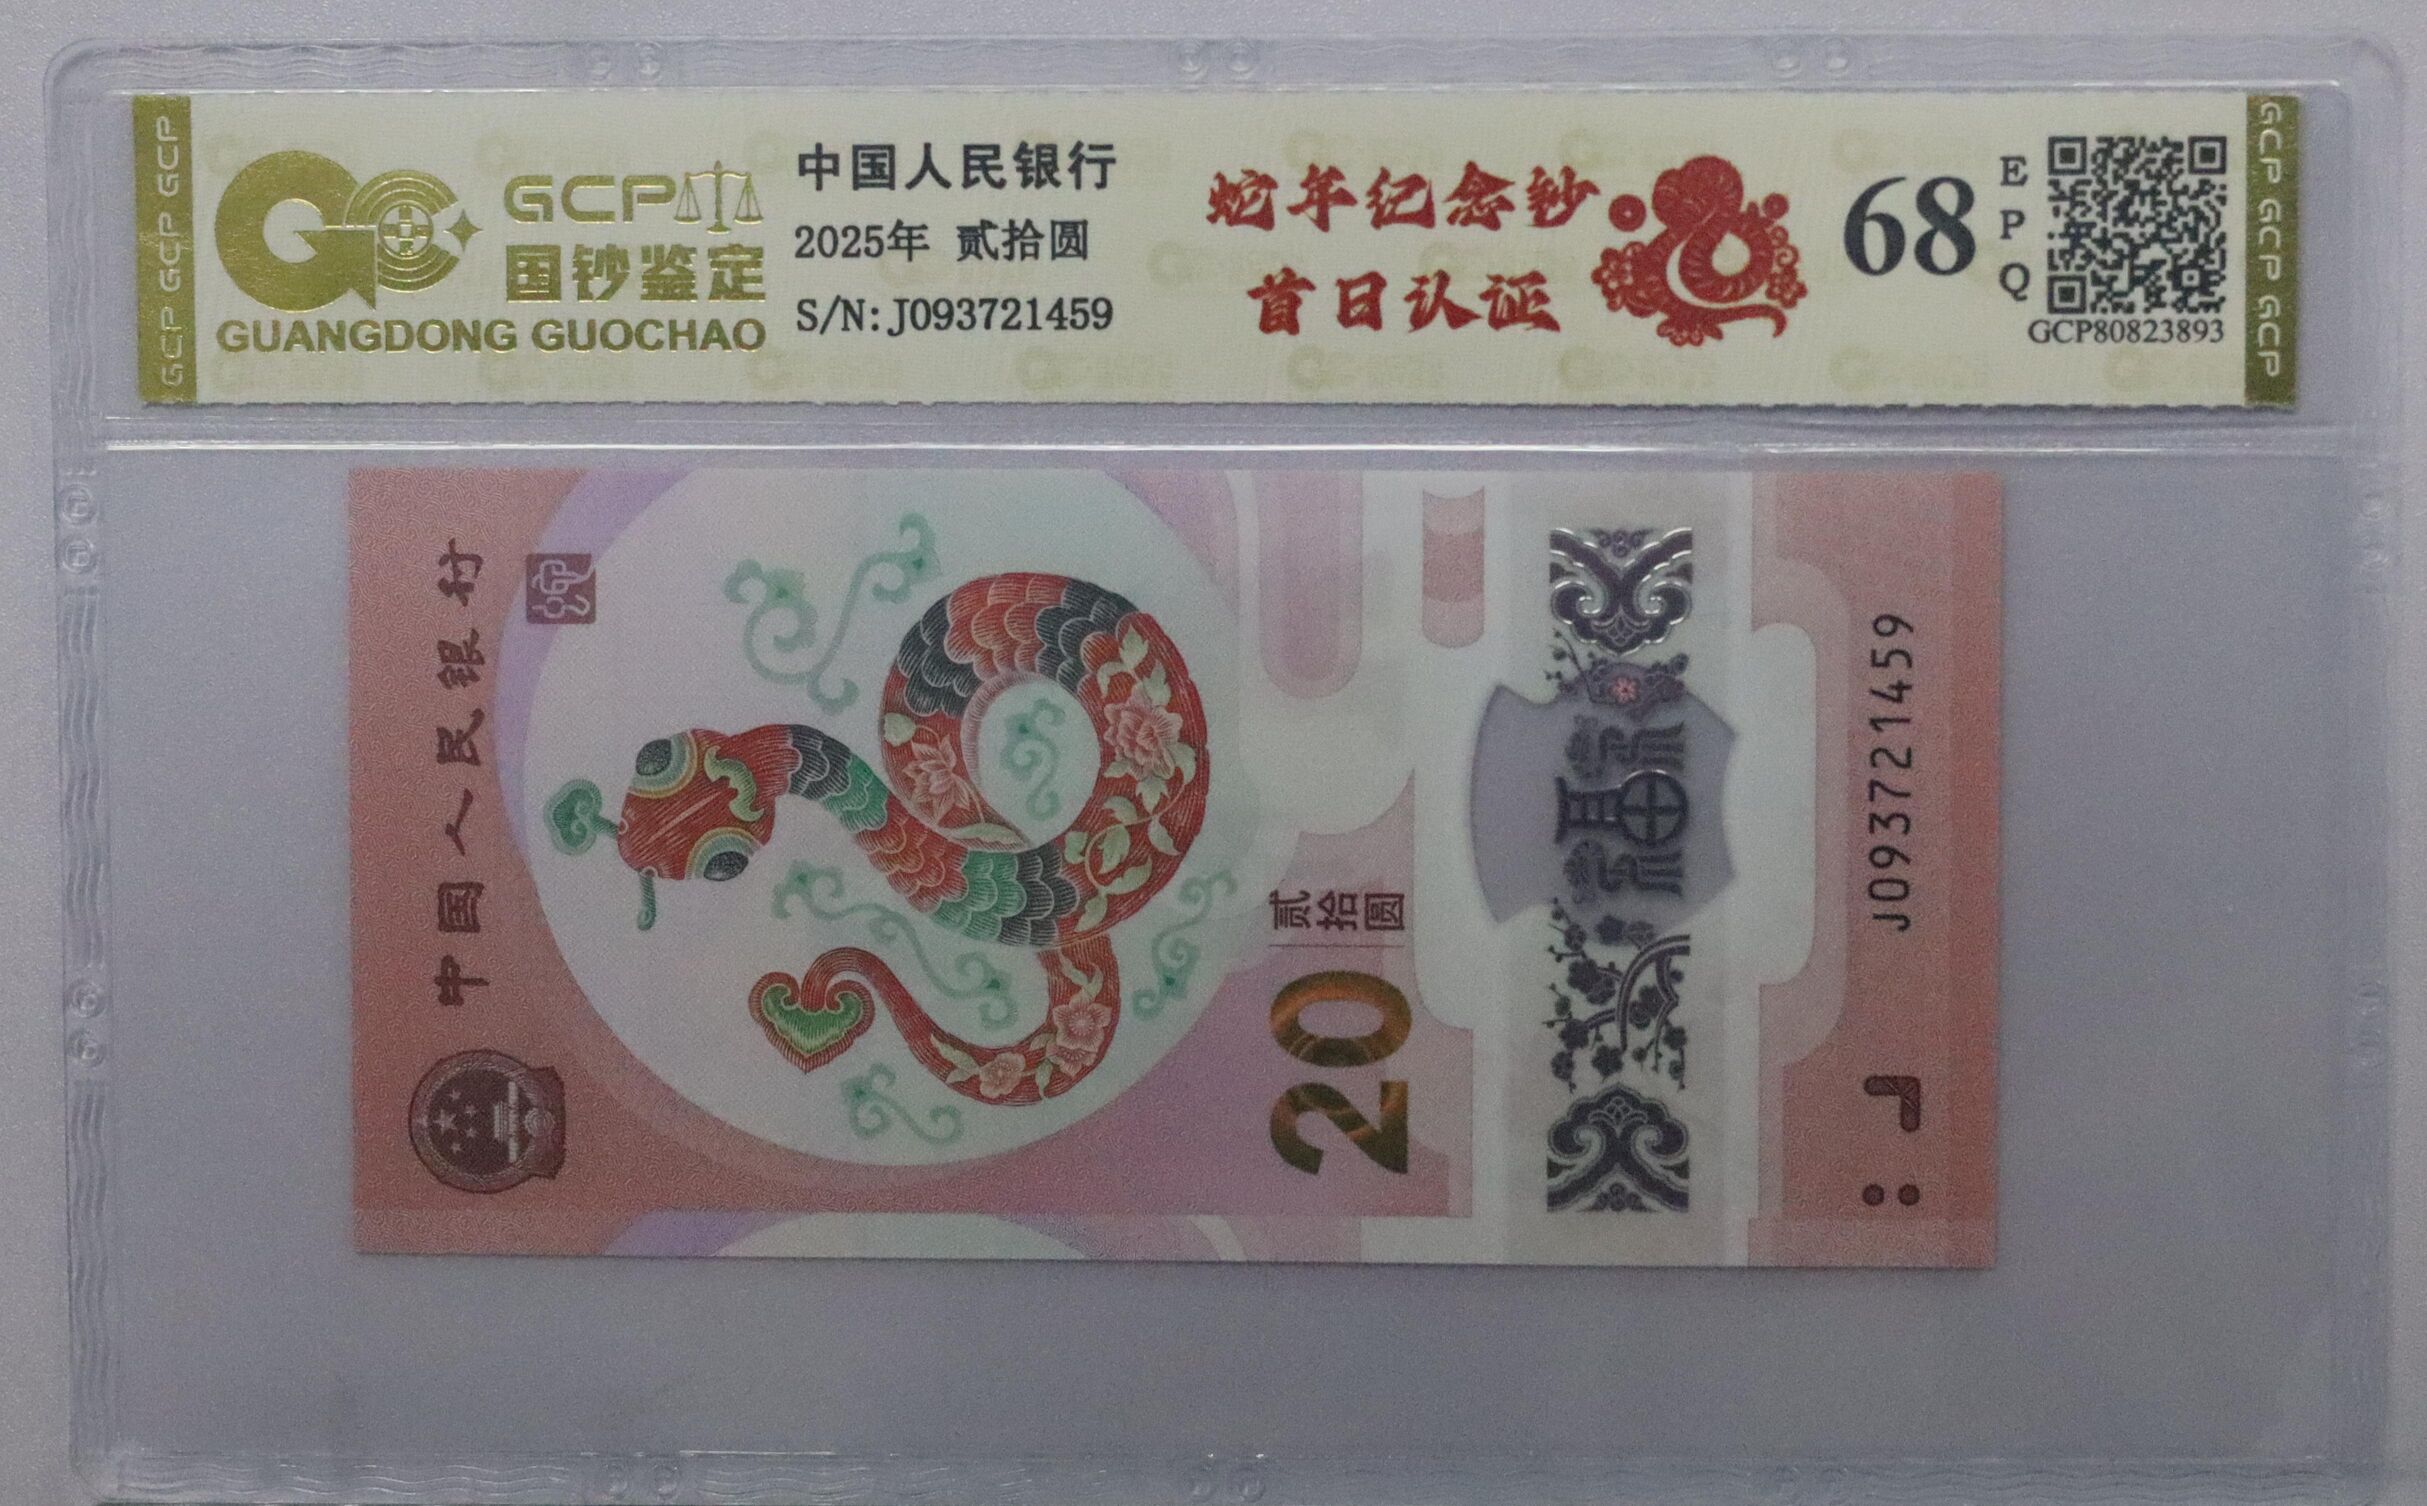 GCP GCP GCP
GCP
国钞鉴定
GUANGDONG GUOCHAO
中国人民银行
2025年 贰拾圆
S/N:J093721459
蛇年纪念钞
首日认证
68
EPQ
GCP80823893
GCP GCP GCP
中国人民银行
20
贰拾圆
福
J093721459